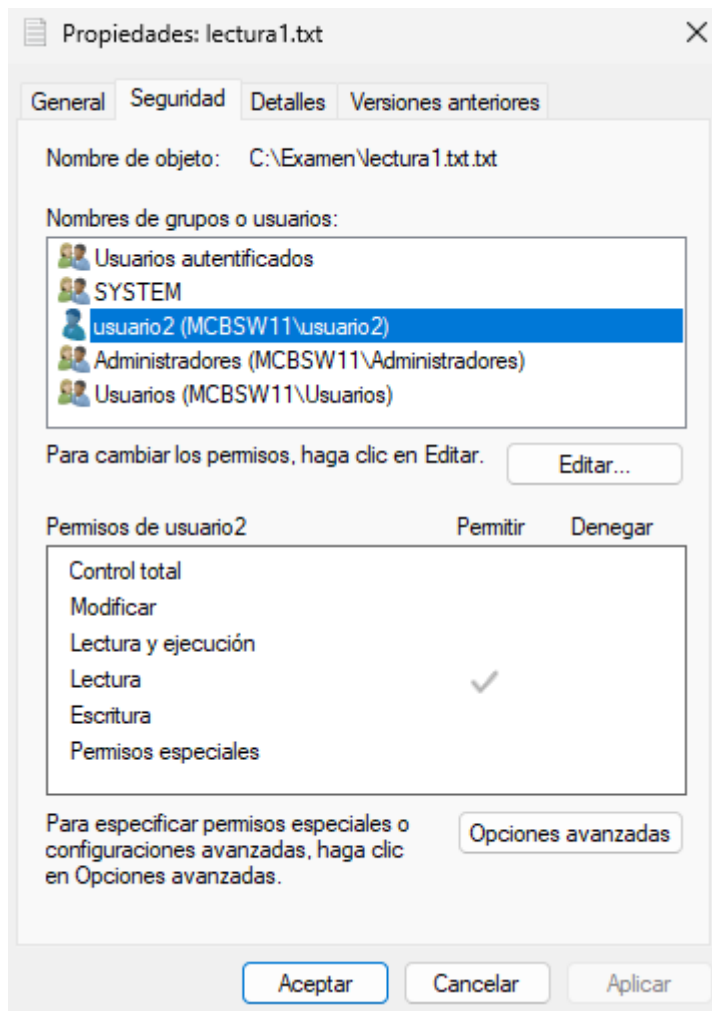 Propiedades: lectura1.txt
General Seguridad Detalles Versiones anteriores
Nombre de objeto: C:\Examen\lectura1.txt.txt
Nombres de grupos o usuarios:
Usuarios autentificados
SYSTEM
usuario2 (MCBSW11\usuario2)
Administradores (MCBSW11\Administradores)
Usuarios (MCBSW11\Usuarios)
Para cambiar los permisos, haga clic en Editar. Editar...
Permisos de usuario2 Permitir Denegar
Control total
Modificar
Lectura y ejecución
Lectura
Escritura
Permisos especiales
Para especificar permisos especiales o
configuraciones avanzadas, haga clic
en Opciones avanzadas.
Opciones avanzadas
Aceptar Cancelar Aplicar